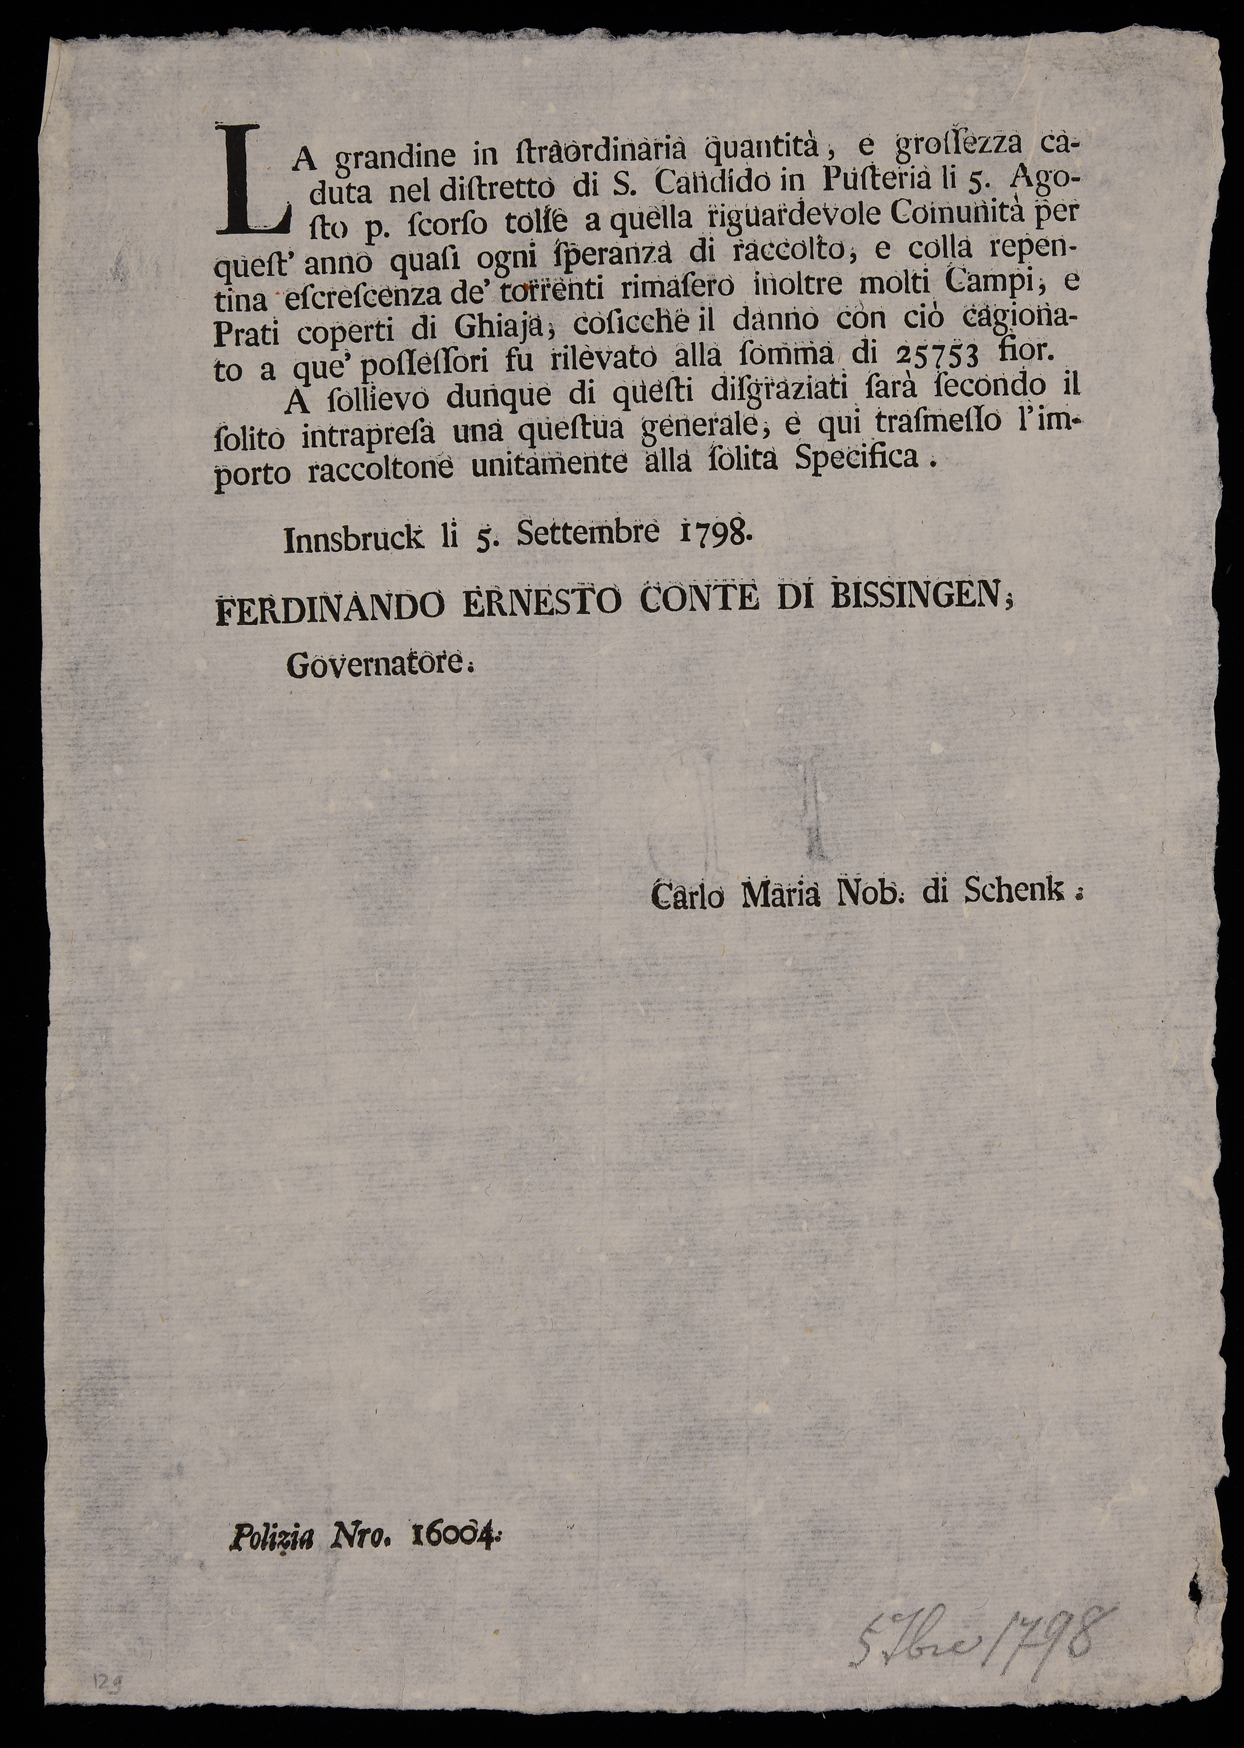 LA grandine in ſtraordinaria quantità, e groſſezza ca-
duta nel diſtretto di S. Candido in Puſteria li 5. Ago-
ſto p. ſcorſo tolſe a quella riguardevole Comunità per
queſt' anno quaſi ogni ſperanza di raccolto, e colla repen-
tina eſcreſcenza de' torrenti rimaſero inoltre molti Campi, e
Prati coperti di Ghiaja, coſicchè il danno con ciò cagiona-
to a que' poſſeſſori fu rilevato alla ſomma di 25753 fior.
A ſollievo dunque di queſti diſgraziati ſarà ſecondo il
ſolito intrapreſa una queſtua generale, e qui traſmeſſo l'im-
porto raccoltone unitamente alla ſolita Specifica.
Innsbruck li 5. Settembre 1798.
FERDINANDO ERNESTO CONTE DI BISSINGEN,
Governatore.
Carlo Maria Nob. di Schenk.
Polizia Nro. 16004.
5 7bre 1798
129